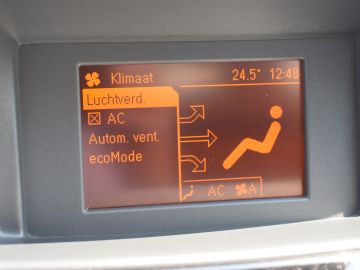 Klimaat 24.5° 12:48
Luchtverd.
AC
Autom. vent.
ecoMode
AC A